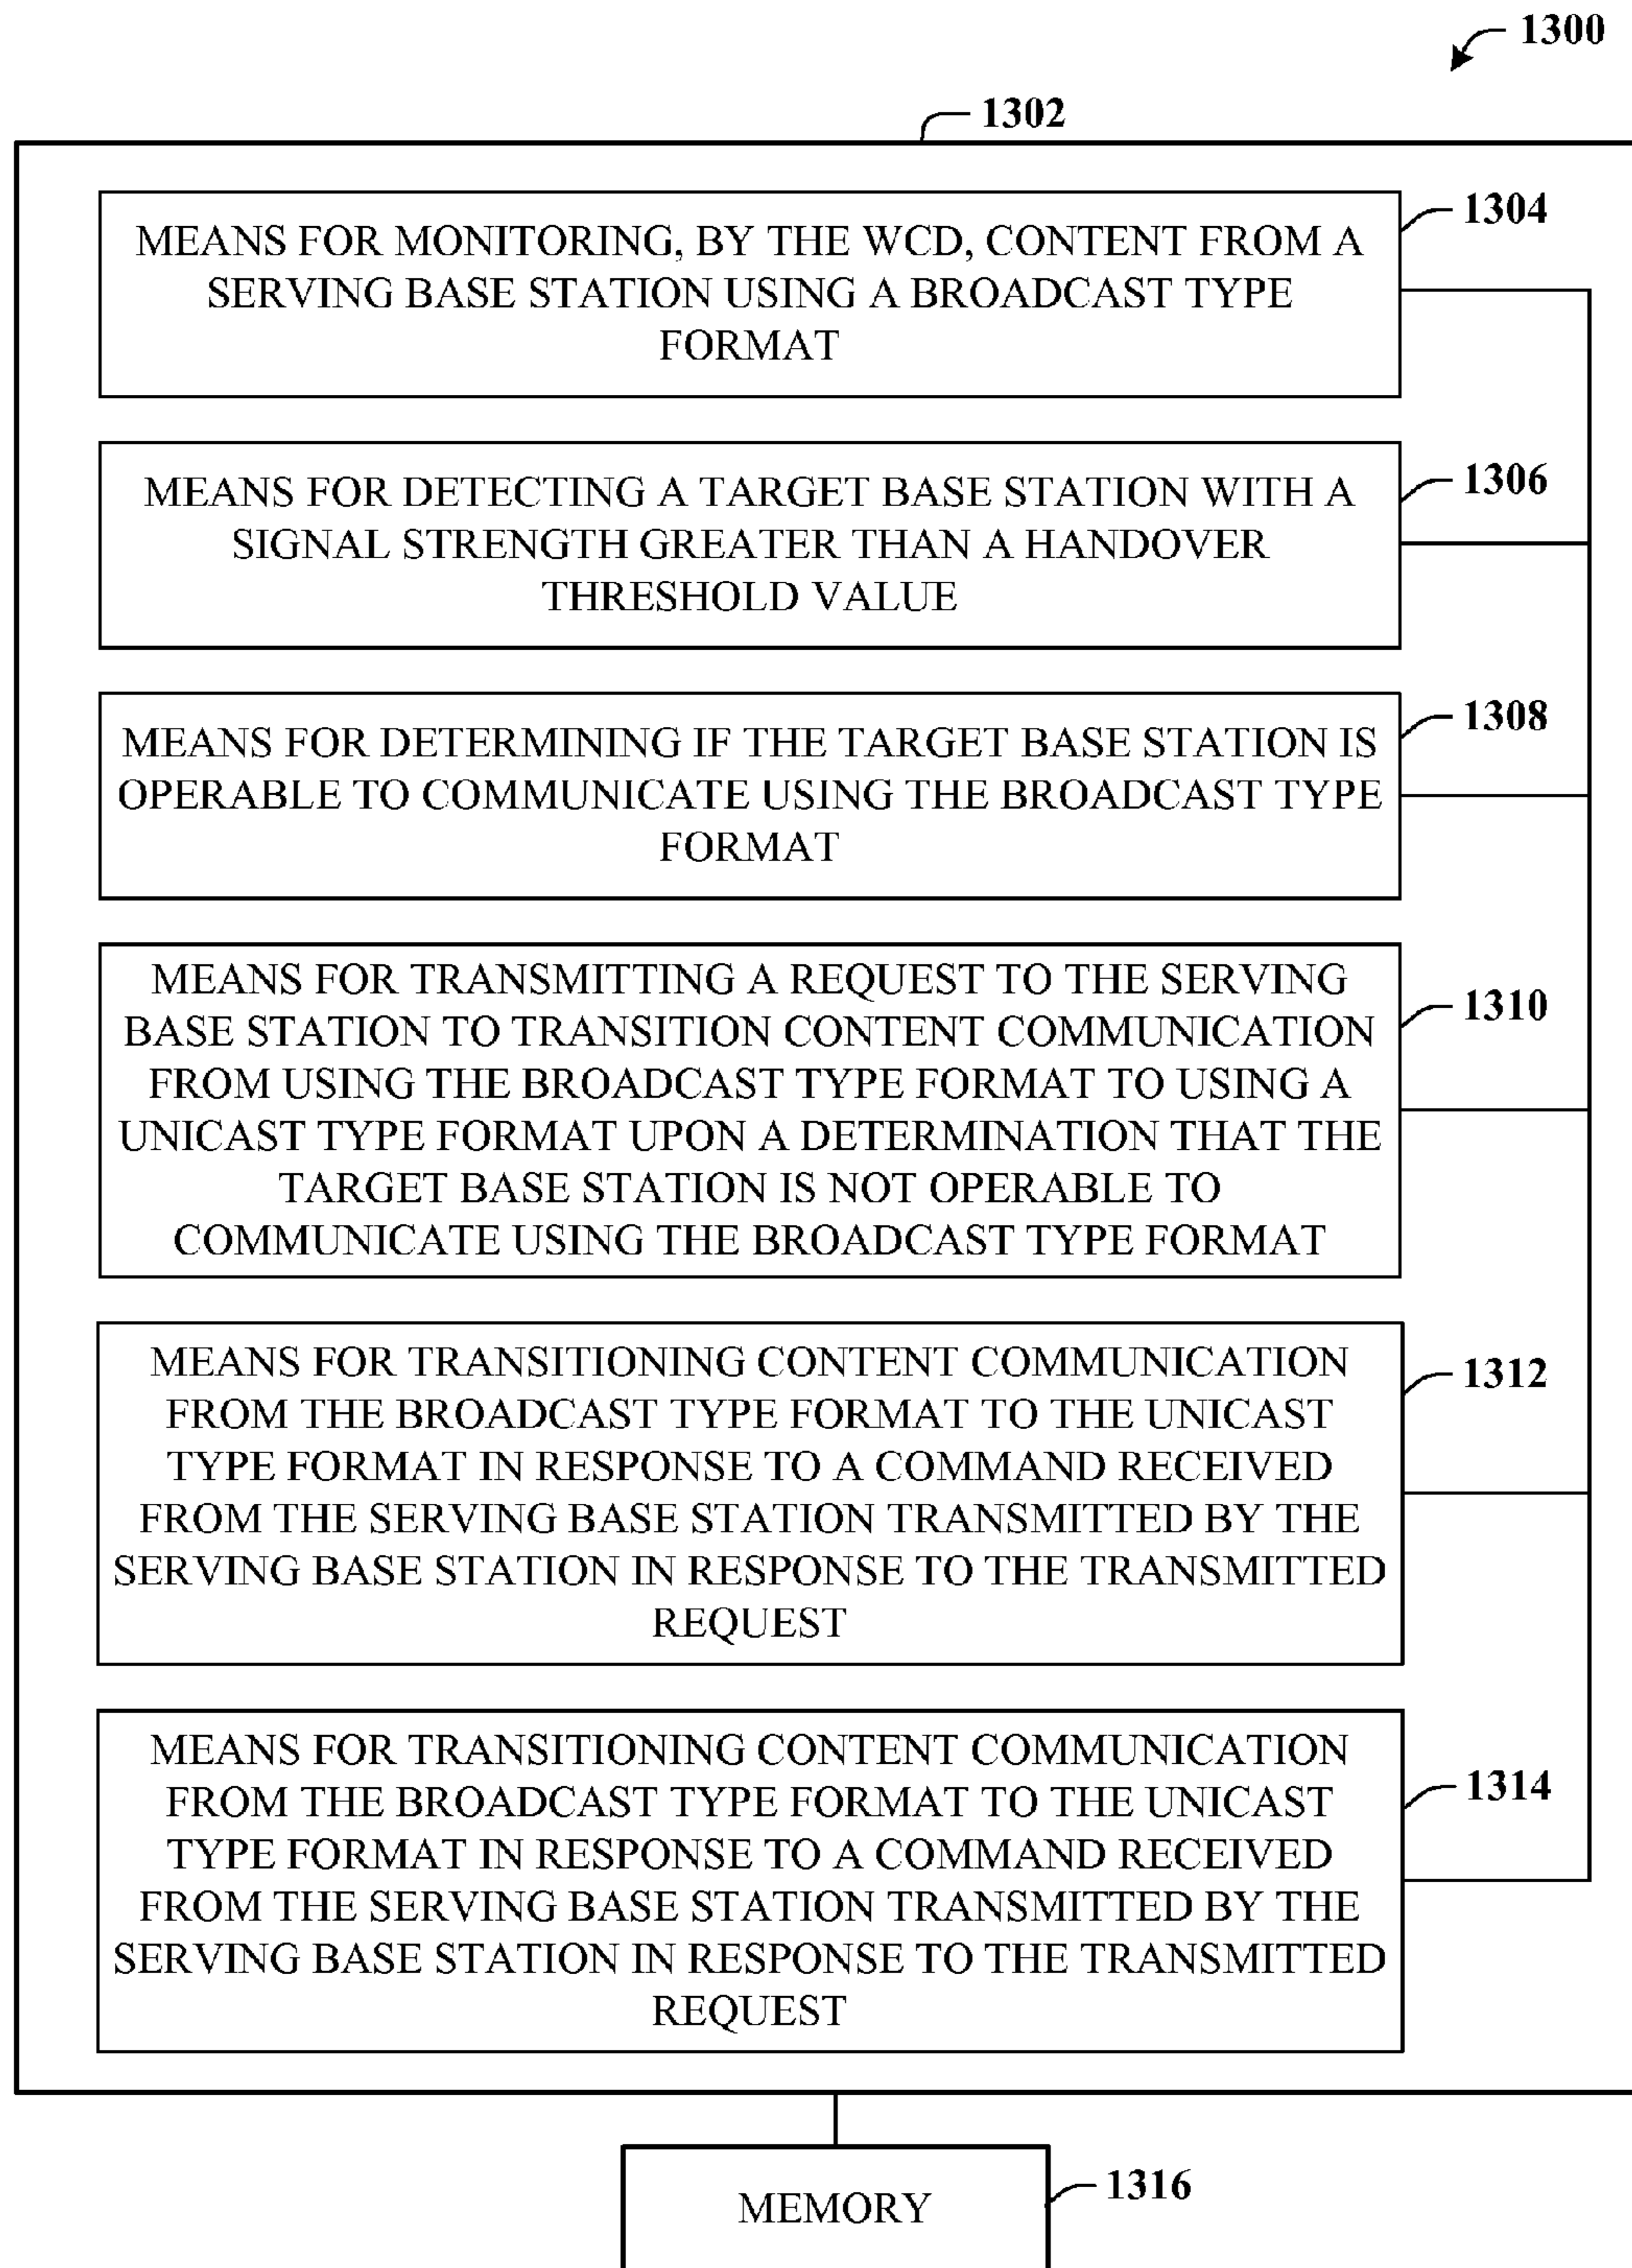 1300
1302
1304
MEANS FOR MONITORING, BY THE WCD, CONTENT FROM A
SERVING BASE STATION USING A BROADCAST TYPE
FORMAT
1306
MEANS FOR DETECTING A TARGET BASE STATION WITH A
SIGNAL STRENGTH GREATER THAN A HANDOVER
THRESHOLD VALUE
1308
MEANS FOR DETERMINING IF THE TARGET BASE STATION IS
OPERABLE TO COMMUNICATE USING THE BROADCAST TYPE
FORMAT
1310
MEANS FOR TRANSMITTING A REQUEST TO THE SERVING
BASE STATION TO TRANSITION CONTENT COMMUNICATION
FROM USING THE BROADCAST TYPE FORMAT TO USING A
UNICAST TYPE FORMAT UPON A DETERMINATION THAT THE
TARGET BASE STATION IS NOT OPERABLE TO
COMMUNICATE USING THE BROADCAST TYPE FORMAT
1312
MEANS FOR TRANSITIONING CONTENT COMMUNICATION
FROM THE BROADCAST TYPE FORMAT TO THE UNICAST
TYPE FORMAT IN RESPONSE TO A COMMAND RECEIVED
FROM THE SERVING BASE STATION TRANSMITTED BY THE
SERVING BASE STATION IN RESPONSE TO THE TRANSMITTED
REQUEST
1314
MEANS FOR TRANSITIONING CONTENT COMMUNICATION
FROM THE BROADCAST TYPE FORMAT TO THE UNICAST
TYPE FORMAT IN RESPONSE TO A COMMAND RECEIVED
FROM THE SERVING BASE STATION TRANSMITTED BY THE
SERVING BASE STATION IN RESPONSE TO THE TRANSMITTED
REQUEST
1316
MEMORY